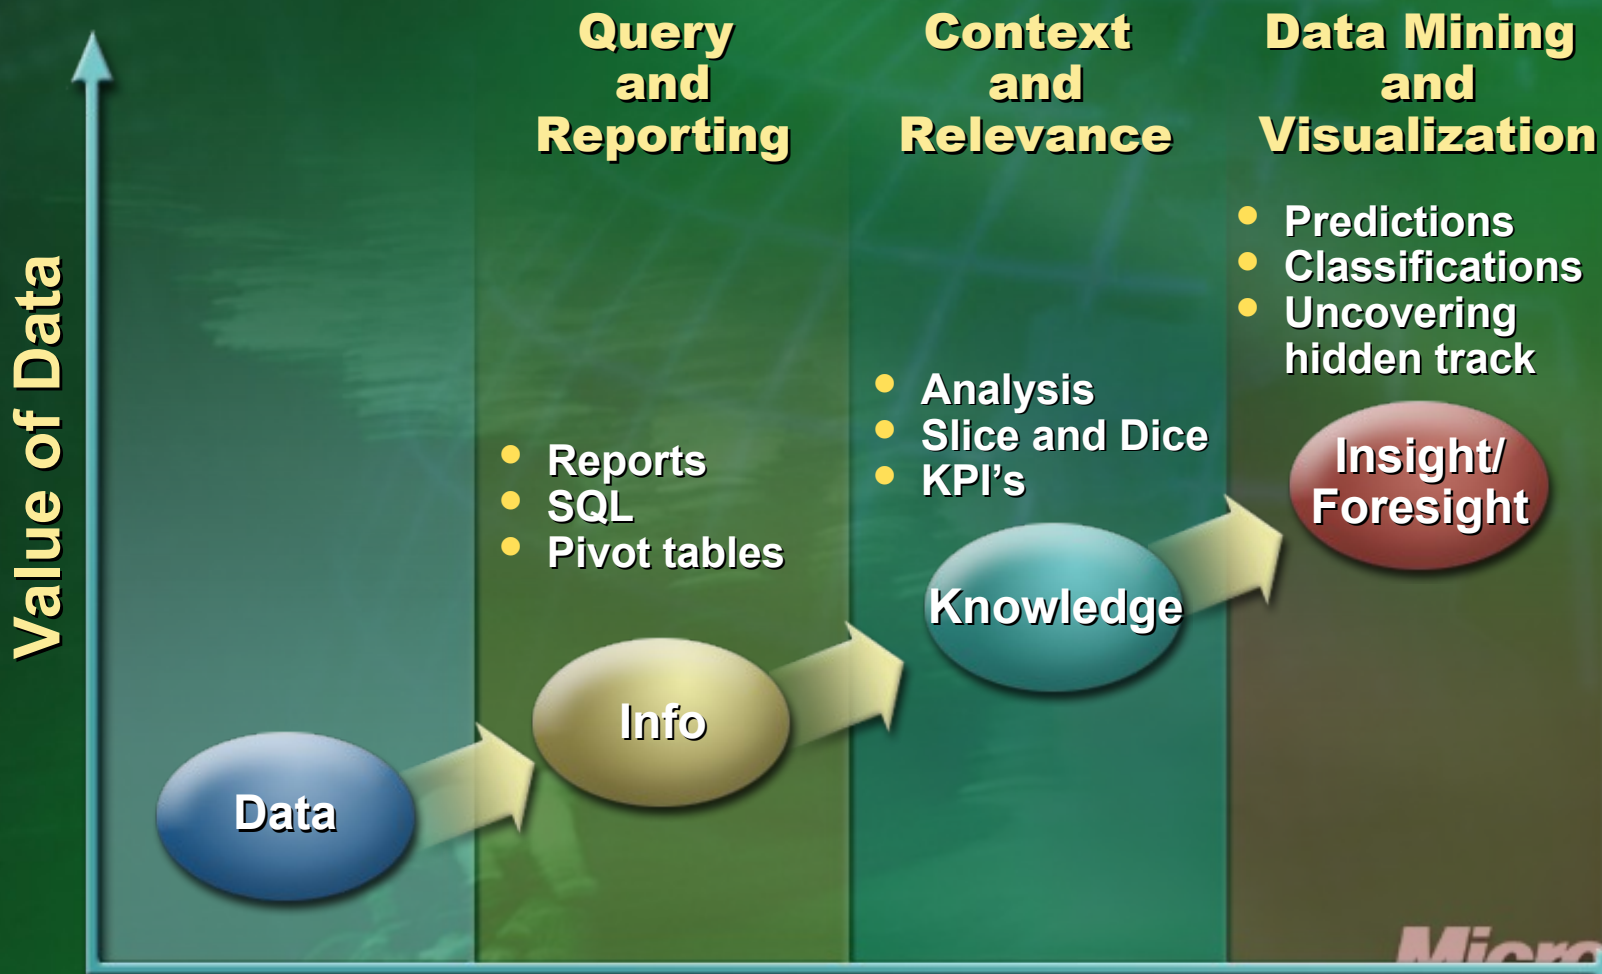 Query
and
Reporting
Context
and
Relevance
Data Mining
and
Visualization
Value of Data
Predictions
Classifications
Uncovering
hidden track
Analysis
Slice and Dice
KPI's
Reports
SQL
Pivot tables
Insight/
Foresight
Knowledge
Info
Data